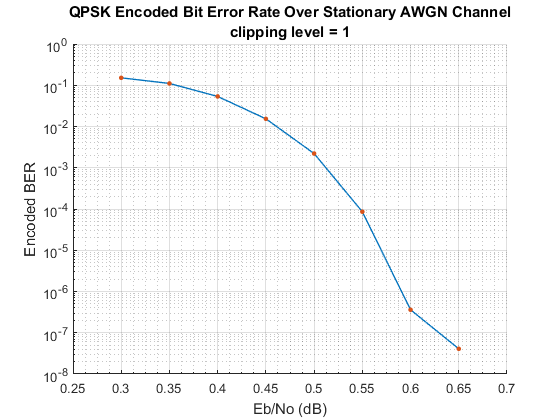 QPSK Encoded Bit Error Rate Over Stationary AWGN Channel
clipping level = 1
10^0
10^-1
10^-2
10^-3
10^-4
10^-5
10^-6
10^-7
10^-8
Encoded BER
0.25 0.3 0.35 0.4 0.45 0.5 0.55 0.6 0.65 0.7
Eb/No (dB)